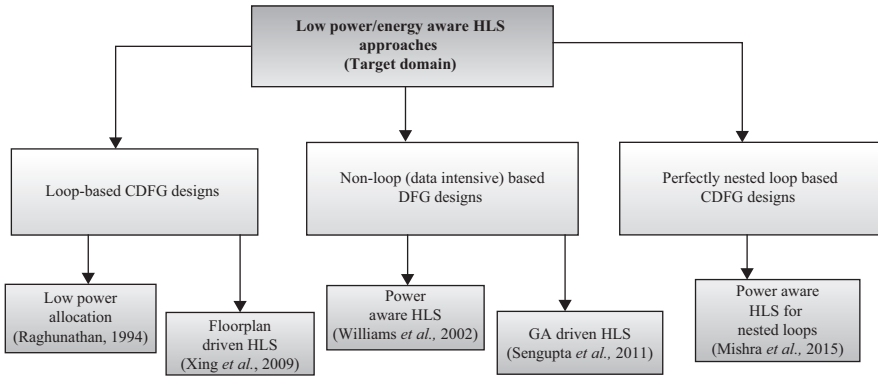 Low power/energy aware HLS
approaches
(Target domain)
Loop-based CDFG designs
Non-loop (data intensive) based
DFG designs
Perfectly nested loop based
CDFG designs
Low power
allocation
(Raghunathan, 1994)
Floorplan
driven HLS
(Xing et al., 2009)
Power
aware HLS
(Williams et al., 2002)
GA driven HLS
(Sengupta et al., 2011)
Power aware
HLS for
nested loops
(Mishra et al., 2015)